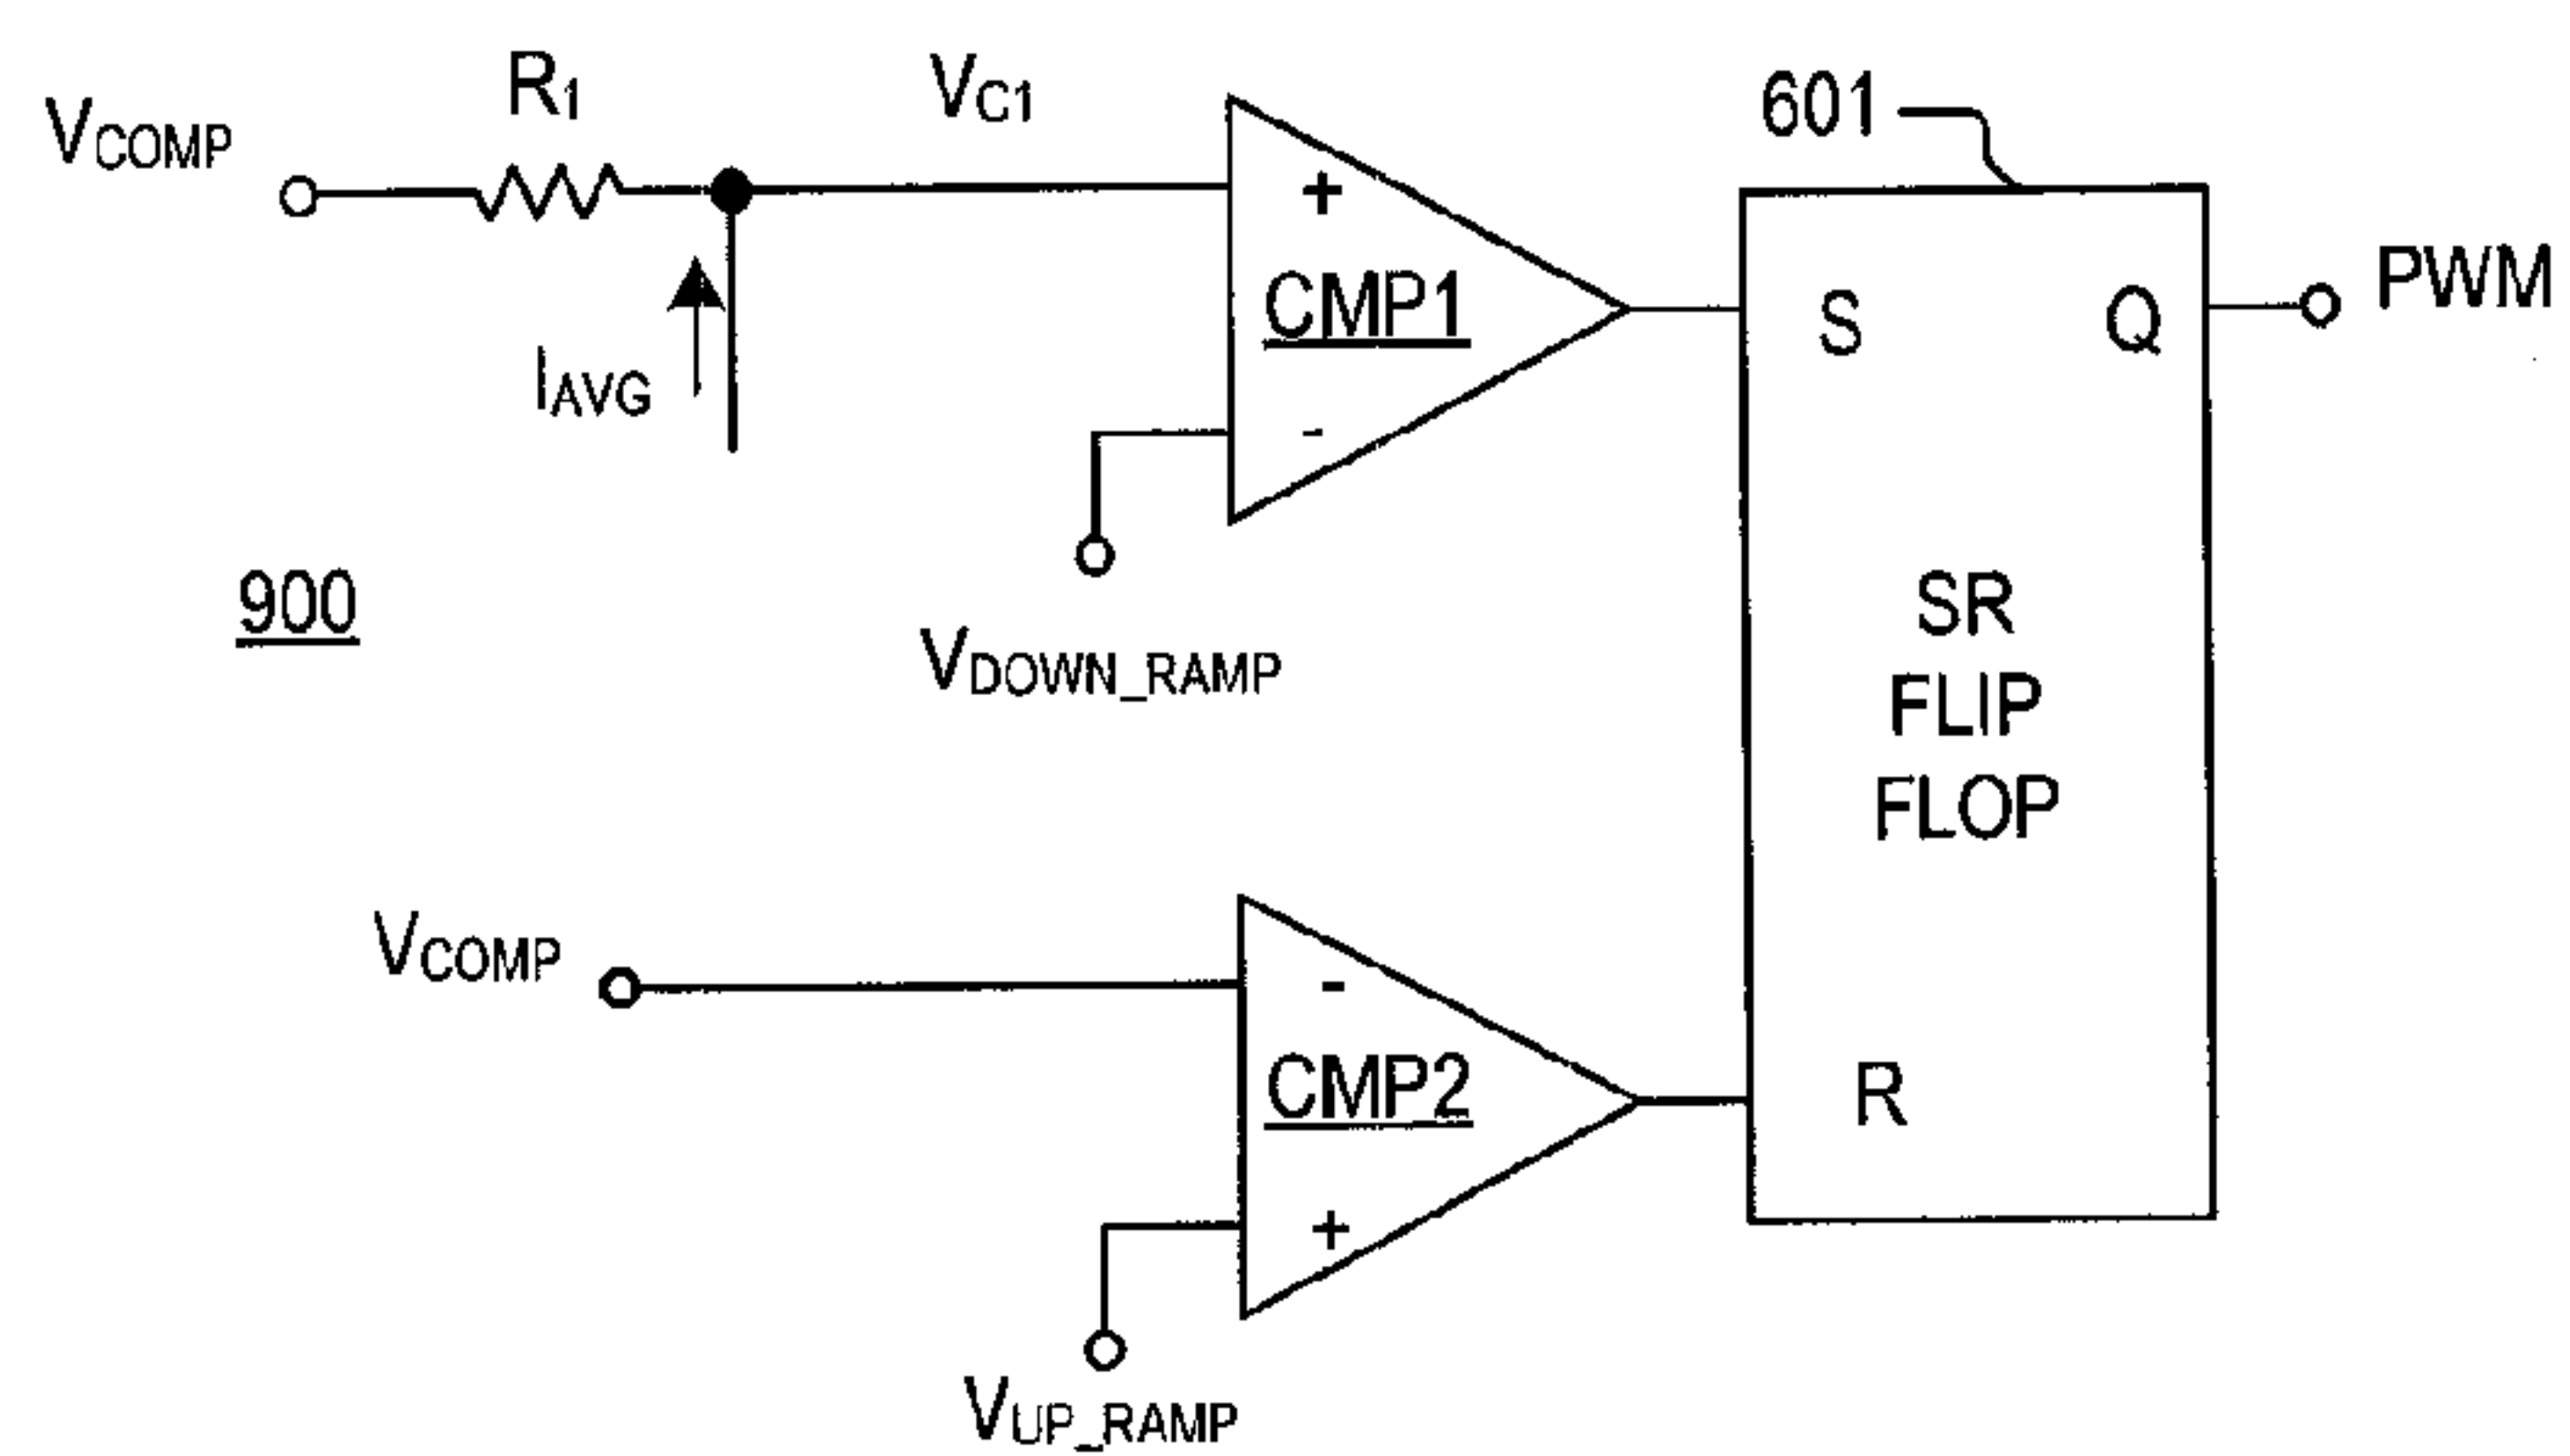 VCOMP
R1
VC1
601
+
CMP1
-
IAVG
VDOWN_RAMP
900
S
Q
PWM
SR
FLIP
FLOP
VCOMP
-
CMP2
+
R
VUP_RAMP